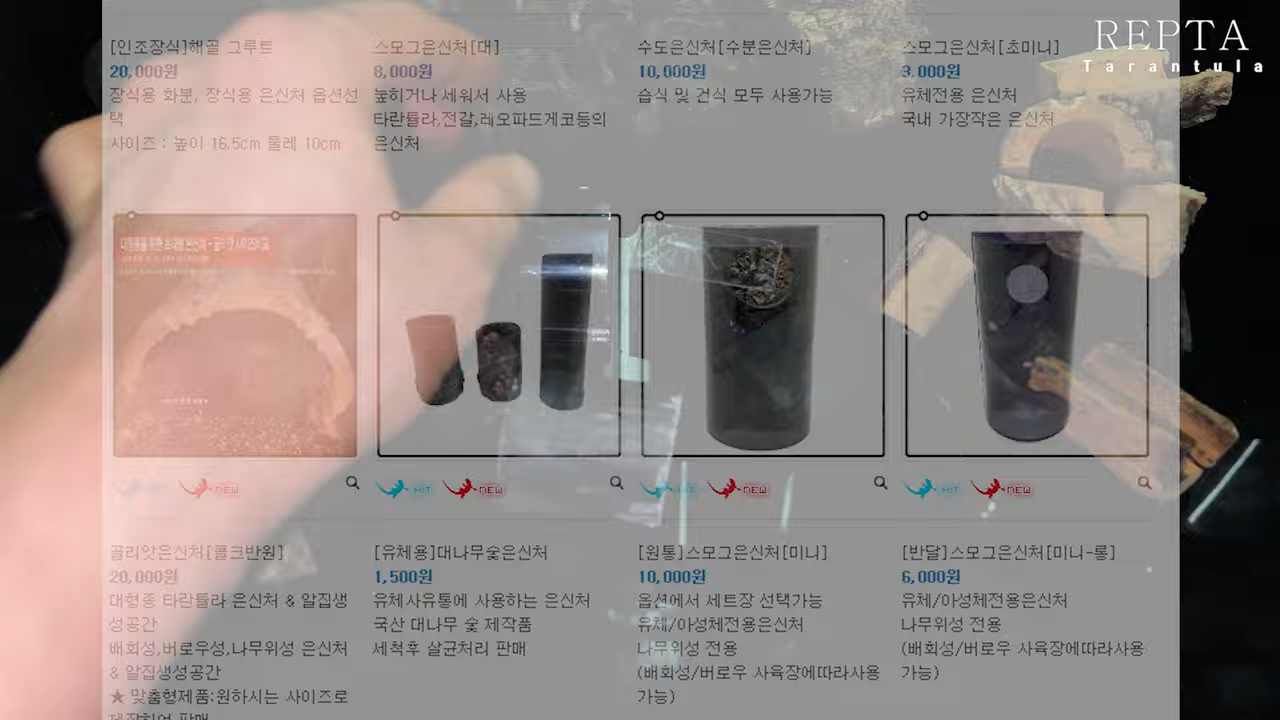 REPTA
Tarantula
[인조장식]해골 그루트
20,000원
장식용 화분, 장식용 은신처 옵션선
택
사이즈 : 높이 16.5cm 둘레 10cm
스모그은신처[대]
8,000원
눞히거나 세워서 사용
타란튤라,전갈,레오파드게코등의
은신처
수도은신처[수분은신처]
10,000원
습식 및 건식 모두 사용가능
스모그은신처[초미니]
3,000원
유체전용 은신처
국내 가장작은 은신처
NEW
HIT NEW
HIT NEW
HIT NEW
골리앗은신처[콜크반원]
20,000원
대형종 타란튤라 은신처 & 알집생
성공간
배회성,버로우성,나무위성 은신처
& 알집생성공간
★ 맞춤형제품:원하시는 사이즈로
제작하여 판매
[유체용]대나무숯은신처
1,500원
유체사유통에 사용하는 은신처
국산 대나무 숯 제작품
세척후 살균처리 판매
[원통]스모그은신처[미니]
10,000원
옵션에서 세트장 선택가능
유체/아성체전용은신처
나무위성 전용
(배회성/버로우 사육장에따라사용
가능)
[반달]스모그은신처[미니-롱]
6,000원
유체/아성체전용은신처
나무위성 전용
(배회성/버로우 사육장에따라사용
가능)